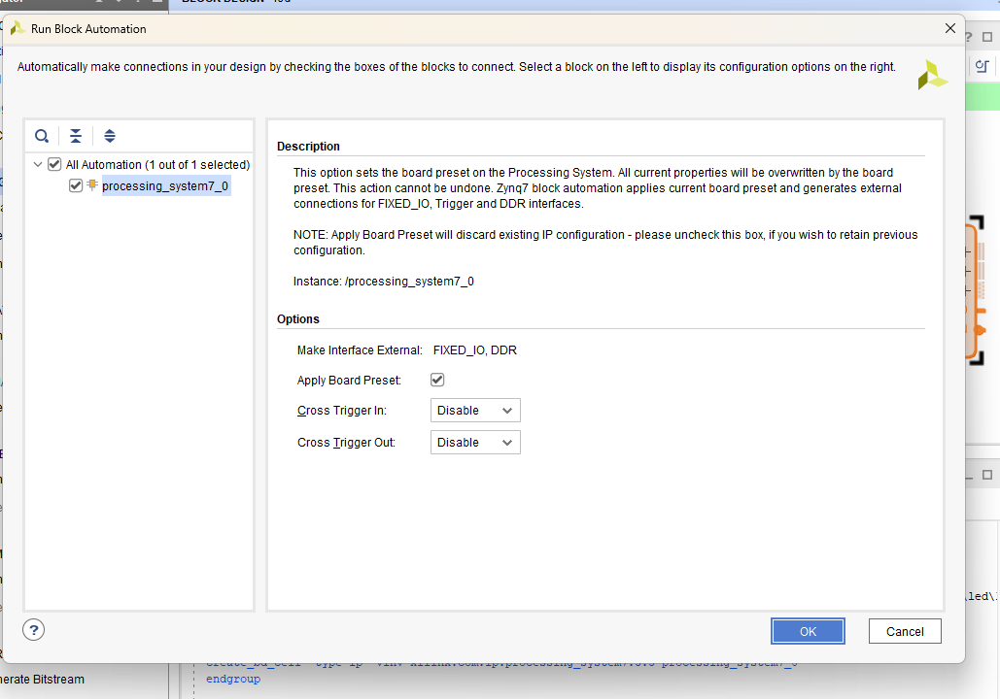 BLOCK DESIGN
Run Block Automation
Automatically make connections in your design by checking the boxes of the blocks to connect. Select a block on the left to display its configuration options on the right.
All Automation (1 out of 1 selected)
processing_system7_0
Description
This option sets the board preset on the Processing System. All current properties will be overwritten by the board
preset. This action cannot be undone. Zynq7 block automation applies current board preset and generates external
connections for FIXED_IO, Trigger and DDR interfaces.
NOTE: Apply Board Preset will discard existing IP configuration - please uncheck this box, if you wish to retain previous
configuration.
Instance: /processing_system7_0
Options
Make Interface External: FIXED_IO, DDR
Apply Board Preset:
Cross Trigger In: Disable
Cross Trigger Out: Disable
\led\
?
OK
Cancel
nerate Bitstream
endgroup